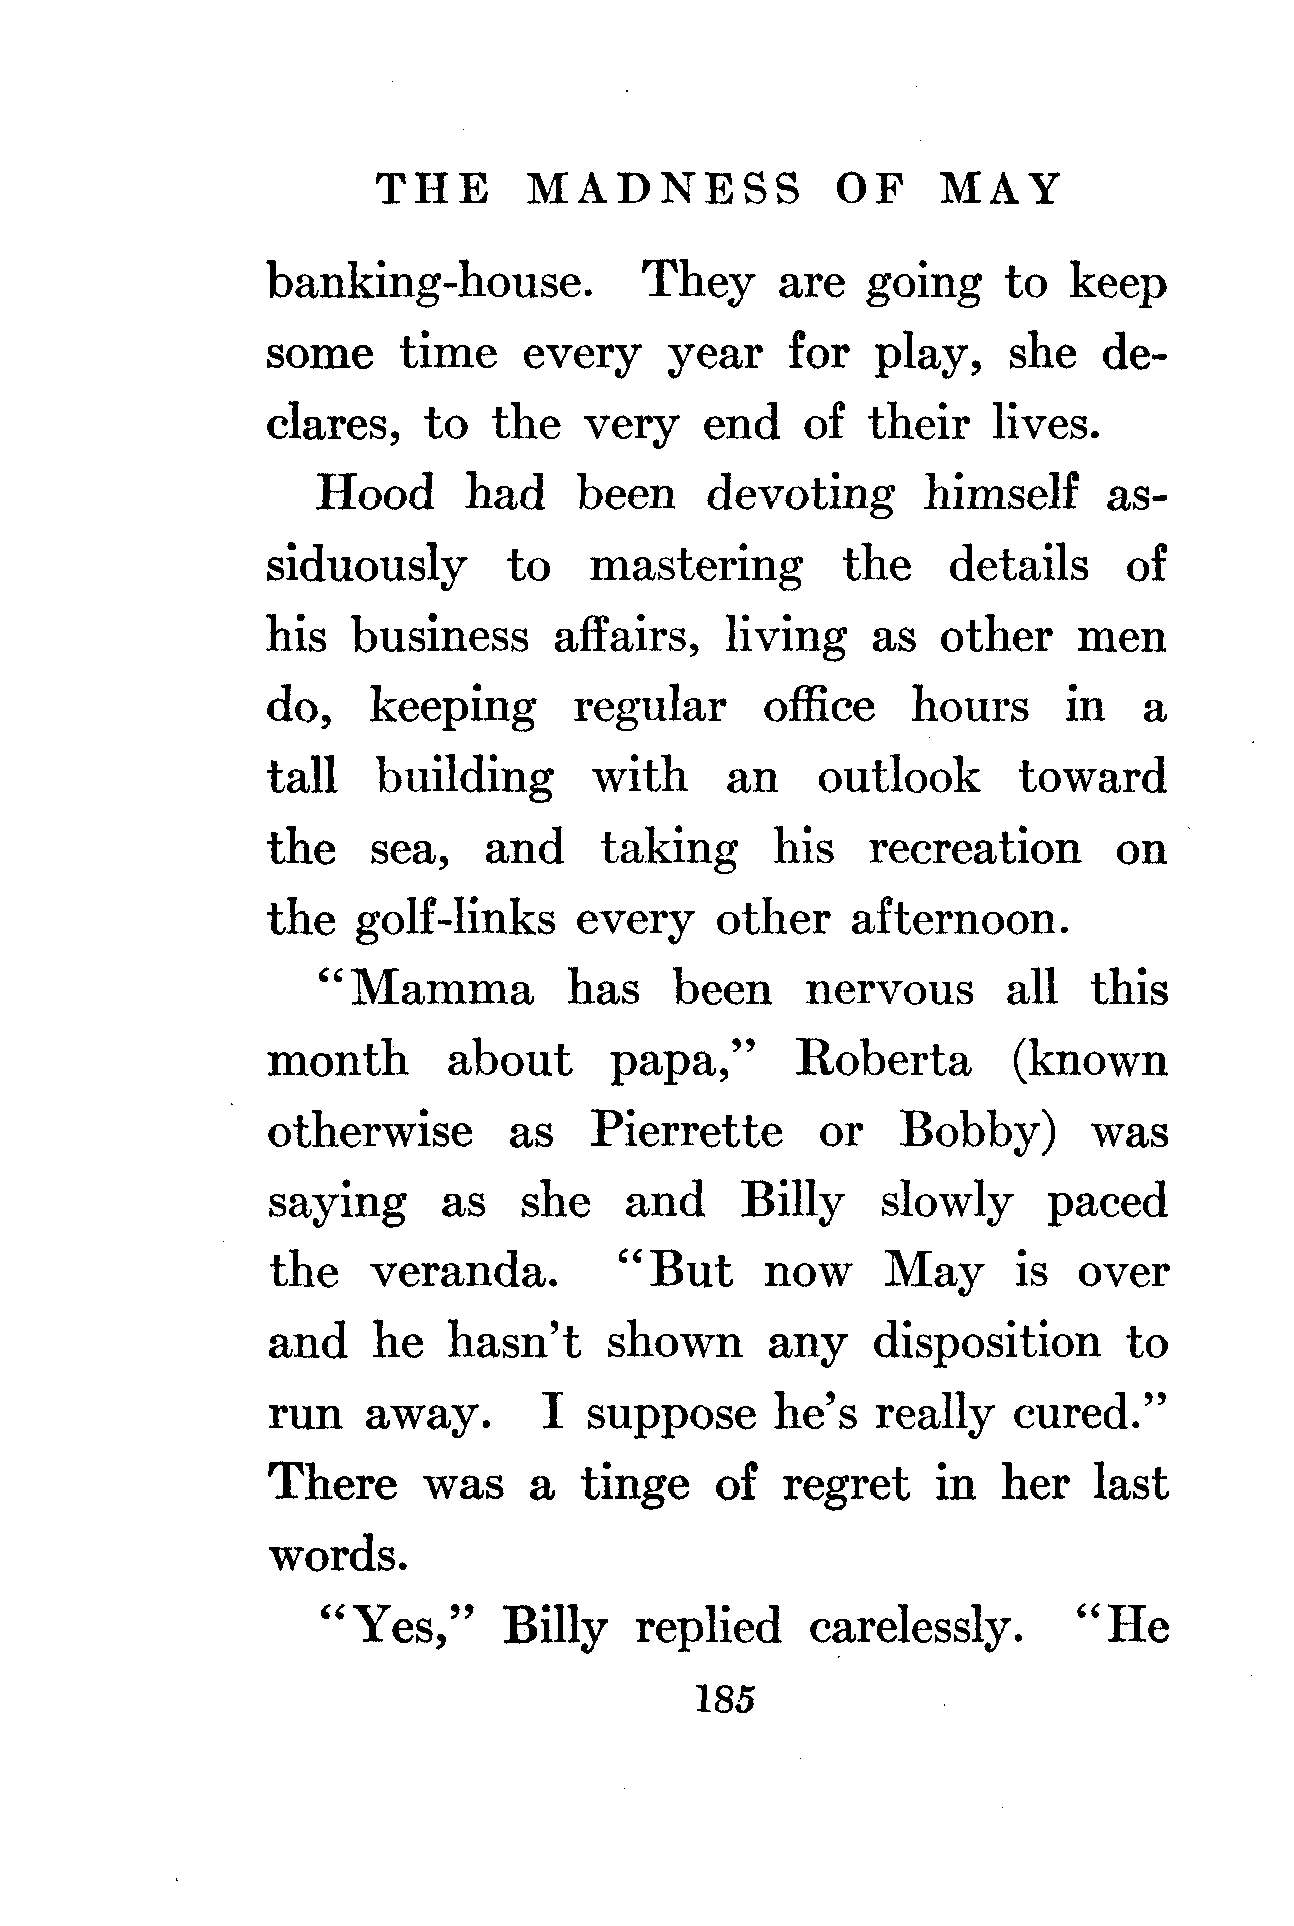 THE MADNESS OF MAY
banking-house. They are going to keep
some time every year for play, she de-
clares, to the very end of their lives.
Hood had been devoting himself as-
siduously to mastering the details of
his business affairs, living as other men
do, keeping regular office hours in a
tall building with an outlook toward
the sea, and taking his recreation on
the golf-links every other afternoon.
“Mamma has been nervous all this
month about papa,” Roberta (known
otherwise as Pierrette or Bobby) was
saying as she and Billy slowly paced
the veranda. “But now May is over
and he hasn’t shown any disposition to
run away. I suppose he’s really cured.”
There was a tinge of regret in her last
words.
“Yes,” Billy replied carelessly. “He
185